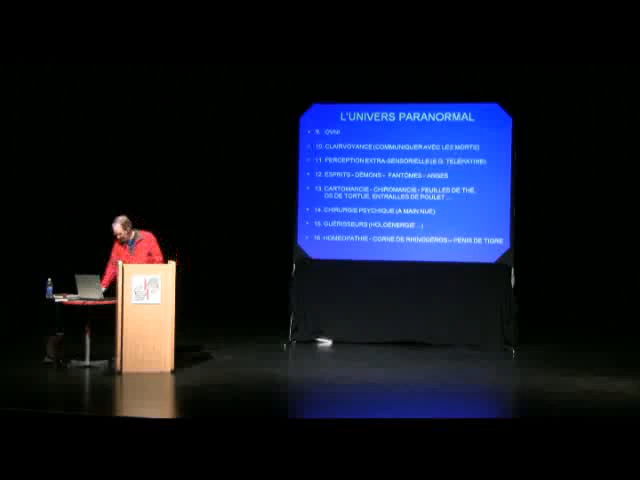 L'UNIVERS PARANORMAL
• 9. OVNI
• 10. CLAIRVOYANCE (COMMUNIQUER AVEC LES MORTS)
• 11. PERCEPTION EXTRA-SENSORIELLE (E.G. TÉLÉPATHIE)
• 12. ESPRITS - DÉMONS - FANTÔMES - ANGES
• 13. CARTOMANCIE - CHIROMANCIE - FEUILLES DE THÉ,
OS DE TORTUE, ENTRAILLES DE POULET ...
• 14. CHIRURGIE PSYCHIQUE (A MAIN NUE)
• 15. GUÉRISSEURS (HOLOÉNERGIE ...)
• 16. HOMÉOPATHIE - CORNE DE RHINOCÉROS - PÉNIS DE TIGRE